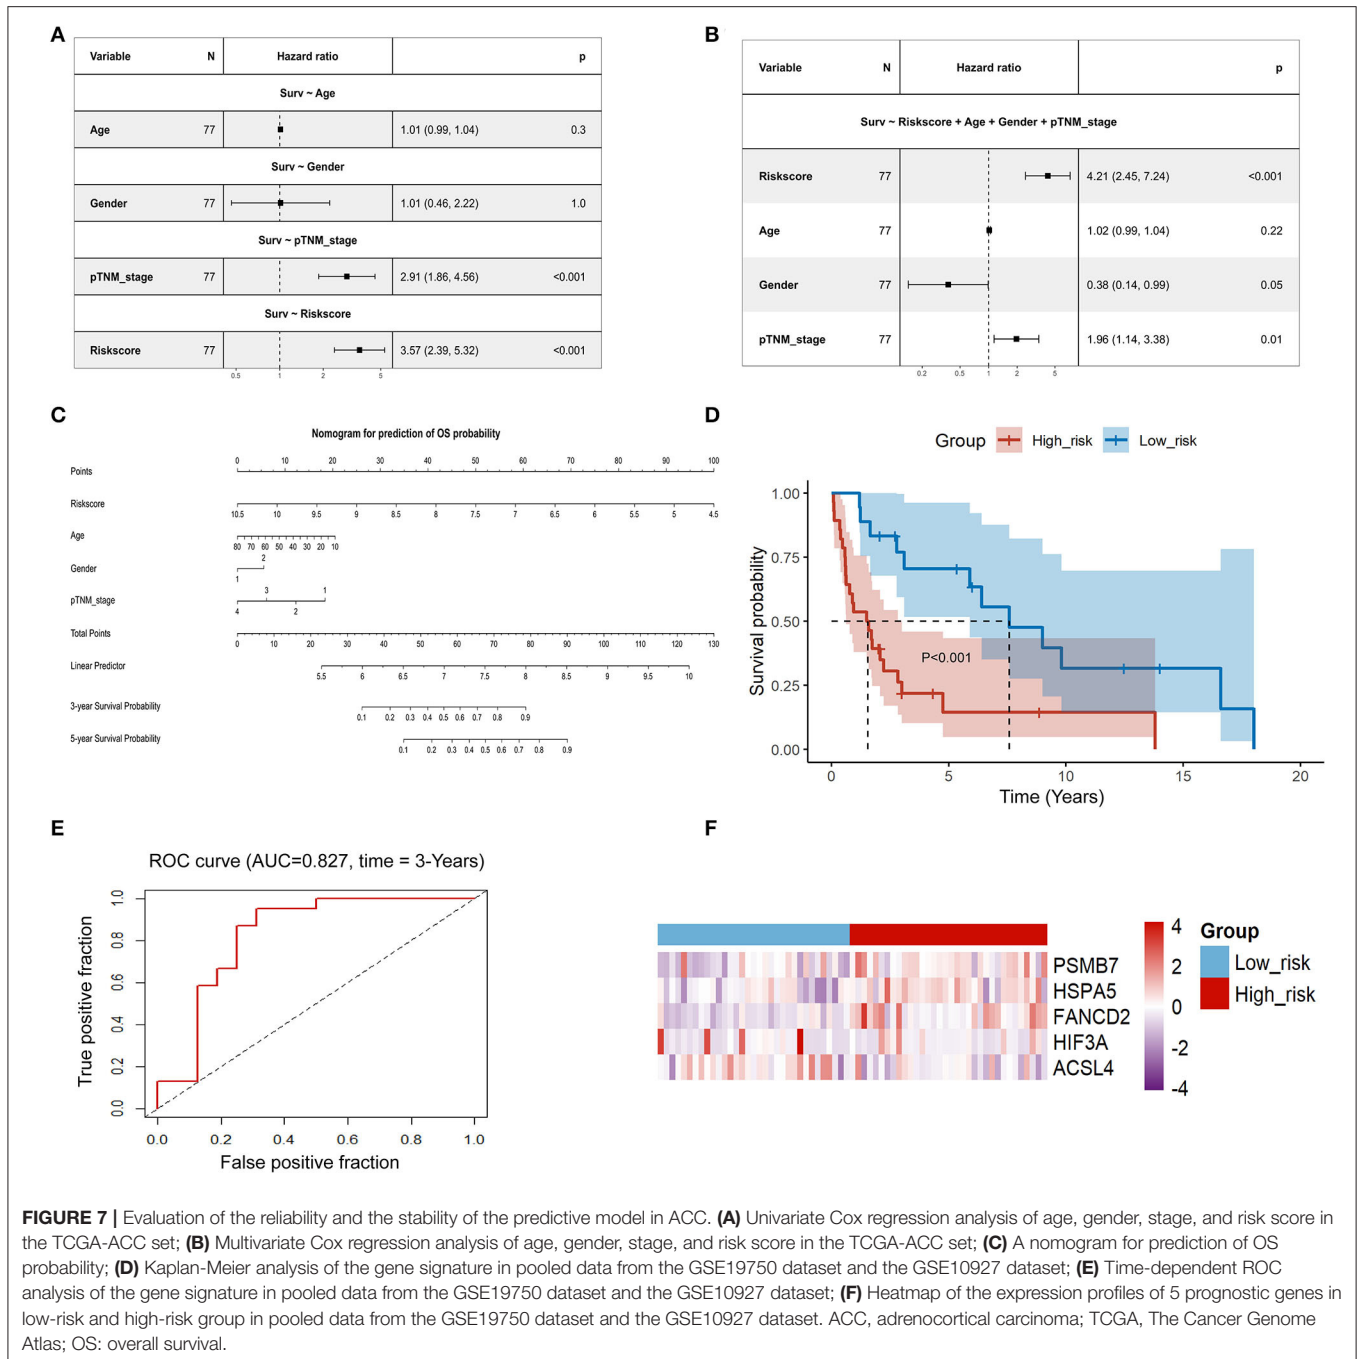 A
Variable N Hazard ratio p
Surv ~ Age
Age 77 1.01 (0.99, 1.04) 0.3
Surv ~ Gender
Gender 77 1.01 (0.46, 2.22) 1.0
Surv ~ pTNM_stage
pTNM_stage 77 2.91 (1.86, 4.56) <0.001
Surv ~ Riskscore
Riskscore 77 3.57 (2.39, 5.32) <0.001
0.5 1 2 5
B
Variable N Hazard ratio p
Surv ~ Riskscore + Age + Gender + pTNM_stage
Riskscore 77 4.21 (2.45, 7.24) <0.001
Age 77 1.02 (0.99, 1.04) 0.22
Gender 77 0.38 (0.14, 0.99) 0.05
pTNM_stage 77 1.96 (1.14, 3.38) 0.01
0.2 0.5 1 2 5
C
Nomogram for prediction of OS probability
0 10 20 30 40 50 60 70 80 90 100
Points
Riskscore
10.5 10 9.5 9 8.5 8 7.5 7 6.5 6 5.5 5 4.5
Age
80 70 60 50 40 30 20 10
2
Gender
1
3 1
pTNM_stage
4 2
Total Points
0 10 20 30 40 50 60 70 80 90 100 110 120 130
Linear Predictor
5.5 6 6.5 7 7.5 8 8.5 9 9.5 10
3-year Survival Probability
0.1 0.2 0.3 0.4 0.5 0.6 0.7 0.8 0.9
5-year Survival Probability
0.1 0.2 0.3 0.4 0.5 0.6 0.7 0.8 0.9
D
Group High_risk Low_risk
1.00
0.75
0.50
0.25
0.00
Survival probability
P<0.001
0 5 10 15 20
Time (Years)
E
ROC curve (AUC=0.827, time = 3-Years)
1.0
0.8
0.6
0.4
0.2
0.0
True positive fraction
0.0 0.2 0.4 0.6 0.8 1.0
False positive fraction
F
PSMB7
HSPA5
FANCD2
HIF3A
ACSL4
4
2
0
-2
-4
Group
Low_risk
High_risk
FIGURE 7 | Evaluation of the reliability and the stability of the predictive model in ACC. (A) Univariate Cox regression analysis of age, gender, stage, and risk score in
the TCGA-ACC set; (B) Multivariate Cox regression analysis of age, gender, stage, and risk score in the TCGA-ACC set; (C) A nomogram for prediction of OS
probability; (D) Kaplan-Meier analysis of the gene signature in pooled data from the GSE19750 dataset and the GSE10927 dataset; (E) Time-dependent ROC
analysis of the gene signature in pooled data from the GSE19750 dataset and the GSE10927 dataset; (F) Heatmap of the expression profiles of 5 prognostic genes in
low-risk and high-risk group in pooled data from the GSE19750 dataset and the GSE10927 dataset. ACC, adrenocortical carcinoma; TCGA, The Cancer Genome
Atlas; OS: overall survival.